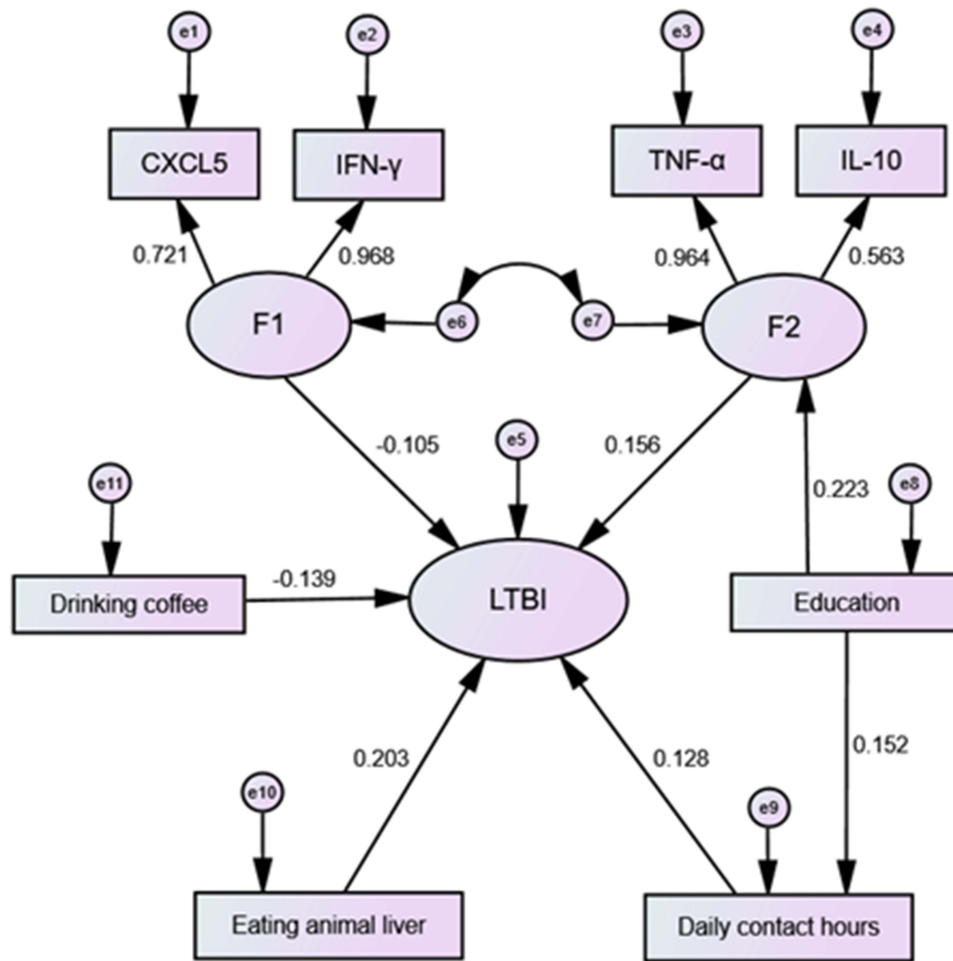 e1
e2
e3
e4
CXCL5
IFN-γ
TNF-α
IL-10
0.721
0.968
0.964
0.563
F1
e6
e7
F2
-0.105
e5
0.156
e11
0.223
e8
Drinking coffee
-0.139
LTBI
Education
0.203
0.128
0.152
e10
e9
Eating animal liver
Daily contact hours